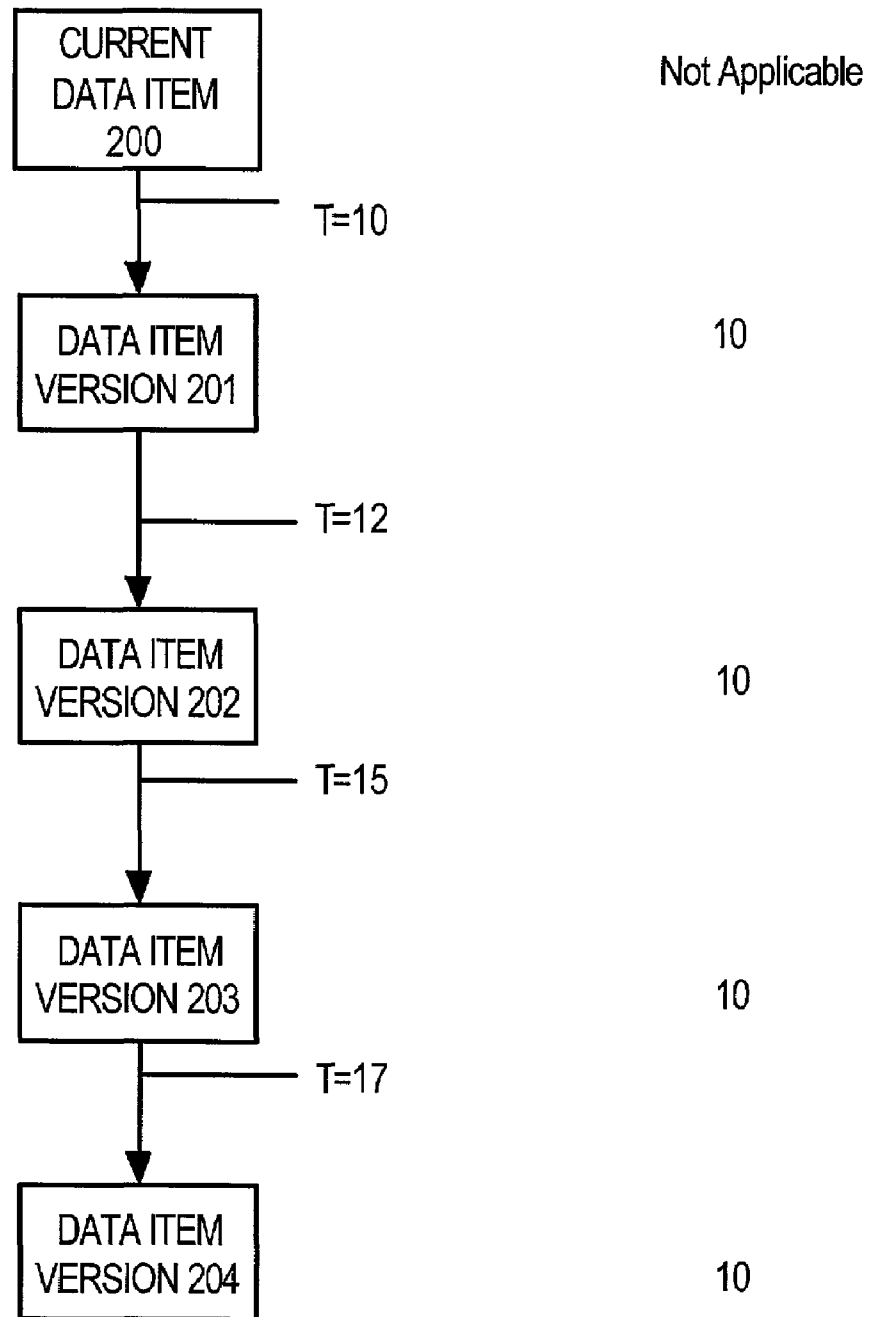 CURRENT
DATA ITEM
200
Not Applicable
T=10
DATA ITEM
VERSION 201
10
T=12
DATA ITEM
VERSION 202
10
T=15
DATA ITEM
VERSION 203
10
T=17
DATA ITEM
VERSION 204
10